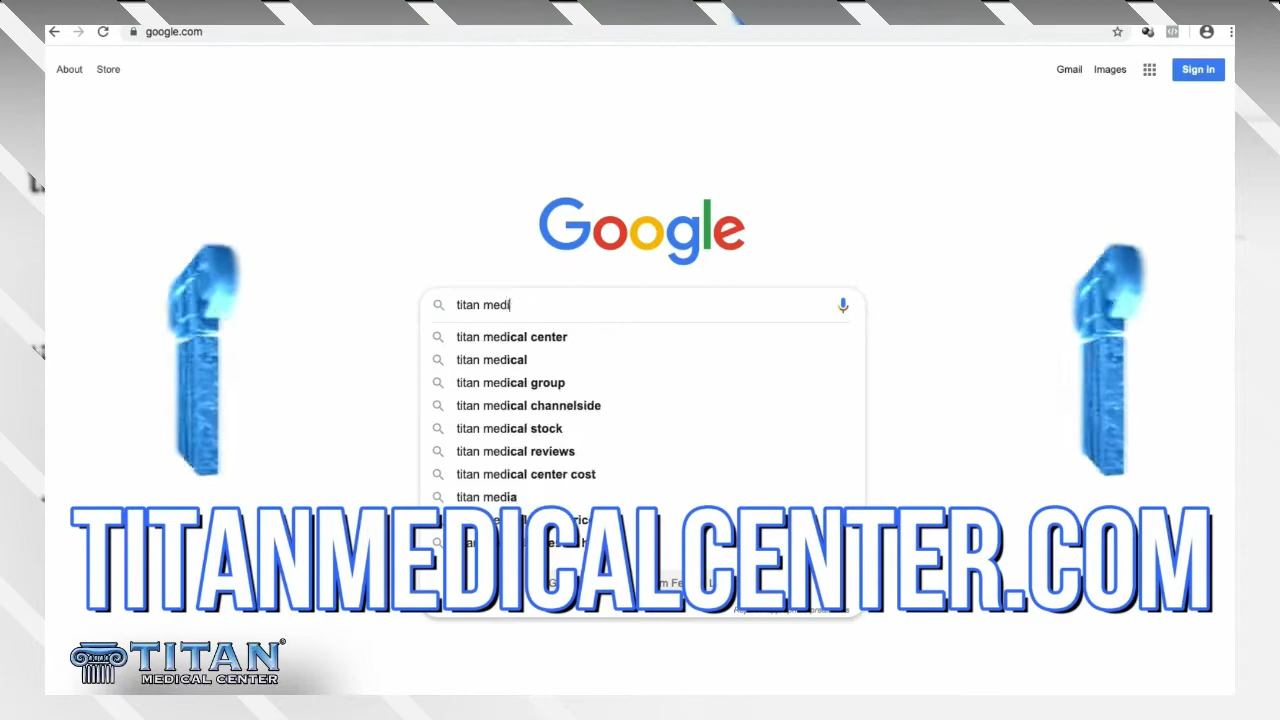 google.com
About Store
Gmail Images Sign in
Google
titan medi
titan medical center
titan medical
titan medical group
titan medical channelside
titan medical stock
titan medical reviews
titan medical center cost
titan media
TITANMEDICALCENTER.COM
TITAN®
MEDICAL CENTER